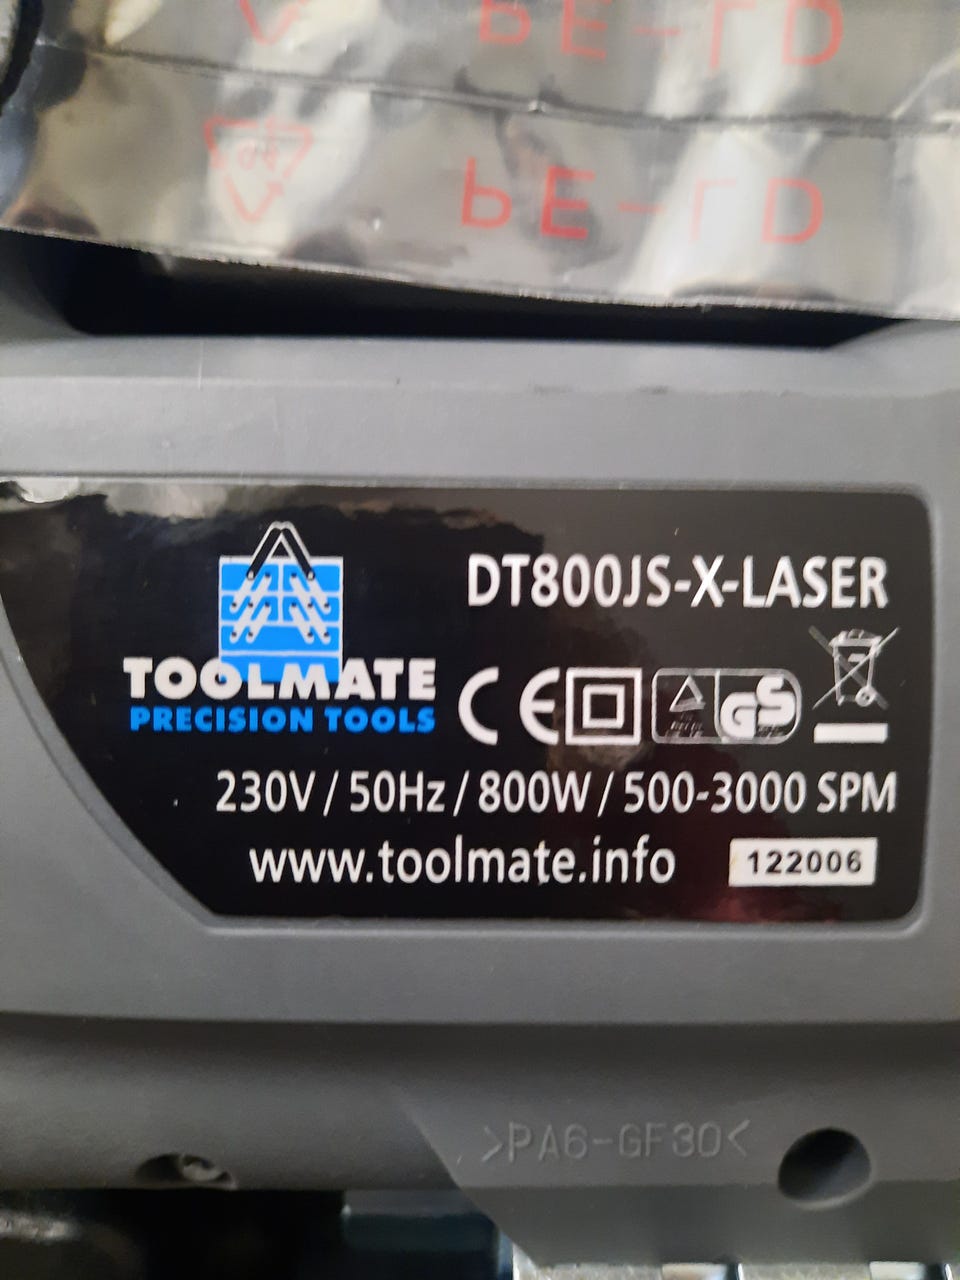 PE-LD
PE-LD
DT800JS-X-LASER
TOOLMATE
PRECISION TOOLS
CE
GS
230V / 50Hz / 800W / 500-3000 SPM
www.toolmate.info
122006
>PA6-GF30<